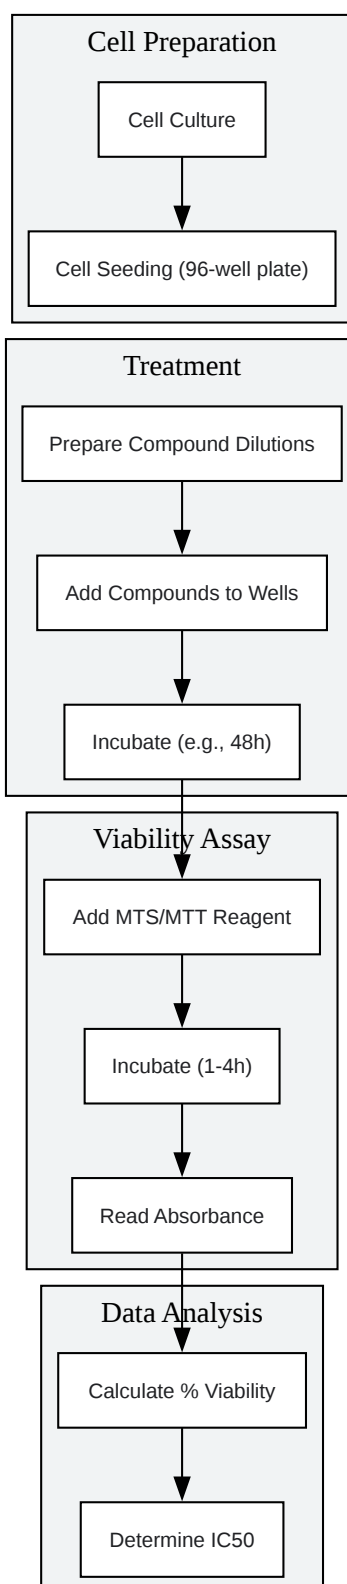 Cell Preparation
Cell Culture
Cell Seeding (96-well plate)
Treatment
Prepare Compound Dilutions
Add Compounds to Wells
Incubate (e.g., 48h)
Viability Assay
Add MTS/MTT Reagent
Incubate (1-4h)
Read Absorbance
Data Analysis
Calculate % Viability
Determine IC50